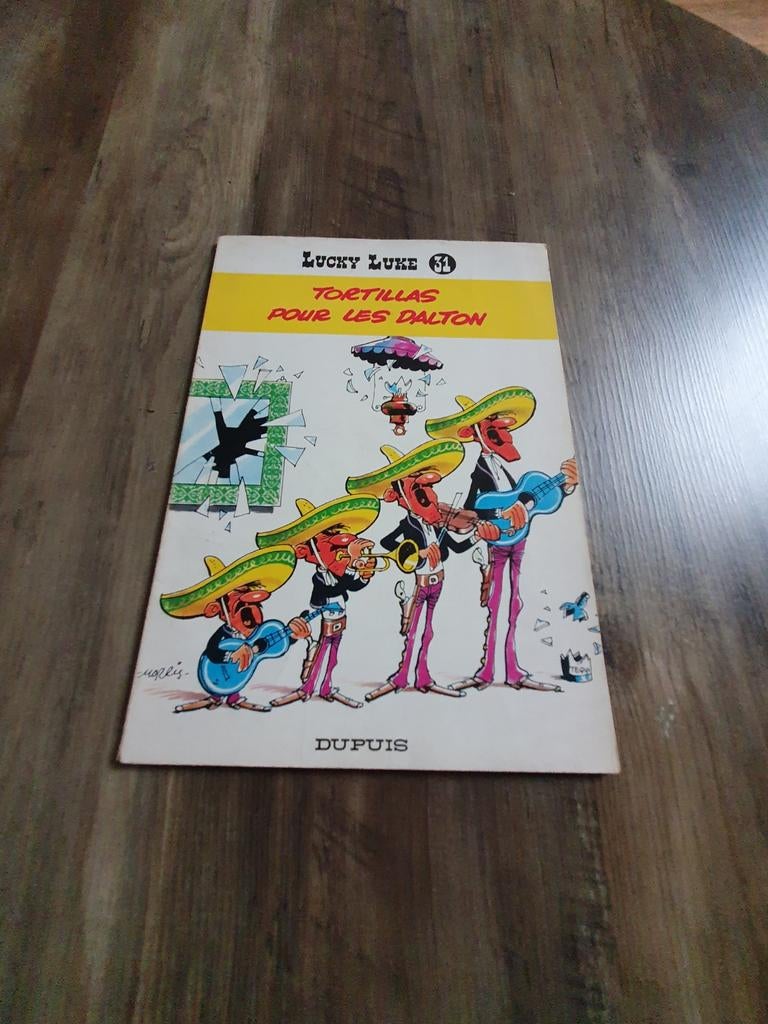 LUCKY LUKE 31
TORTILLAS
POUR LES DALTON
morris
DUPUIS